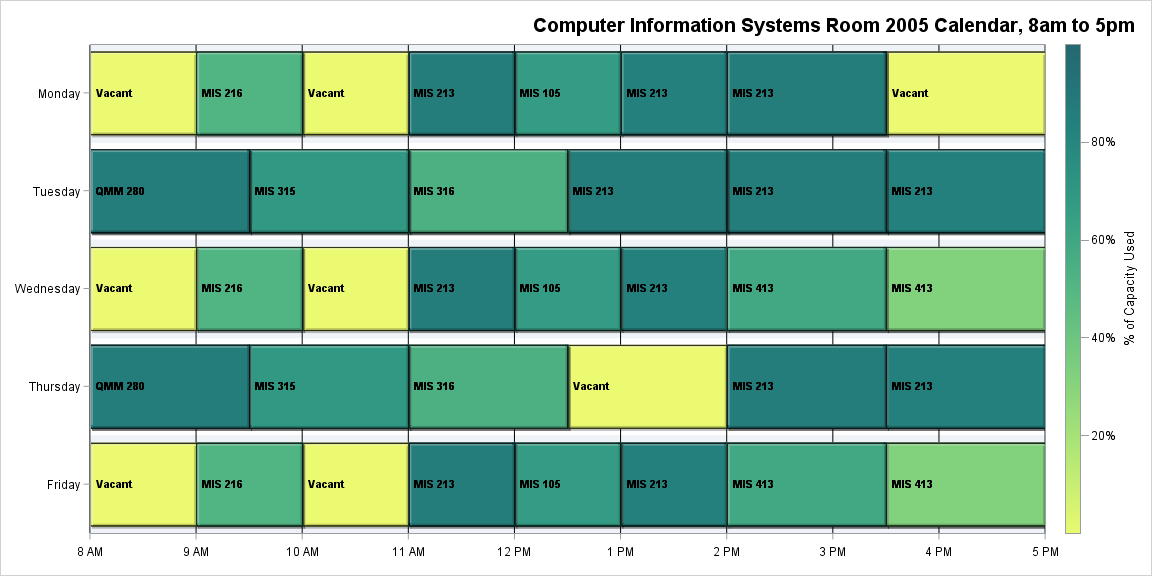 Computer Information Systems Room 2005 Calendar, 8am to 5pm
Monday
Vacant
MIS 216
Vacant
MIS 213
MIS 105
MIS 213
MIS 213
Vacant
Tuesday
QMM 280
MIS 315
MIS 316
MIS 213
MIS 213
MIS 213
Wednesday
Vacant
MIS 216
Vacant
MIS 213
MIS 105
MIS 213
MIS 413
MIS 413
Thursday
QMM 280
MIS 315
MIS 316
Vacant
MIS 213
MIS 213
Friday
Vacant
MIS 216
Vacant
MIS 213
MIS 105
MIS 213
MIS 413
MIS 413
8 AM
9 AM
10 AM
11 AM
12 PM
1 PM
2 PM
3 PM
4 PM
5 PM
80%
60%
40%
20%
% of Capacity Used